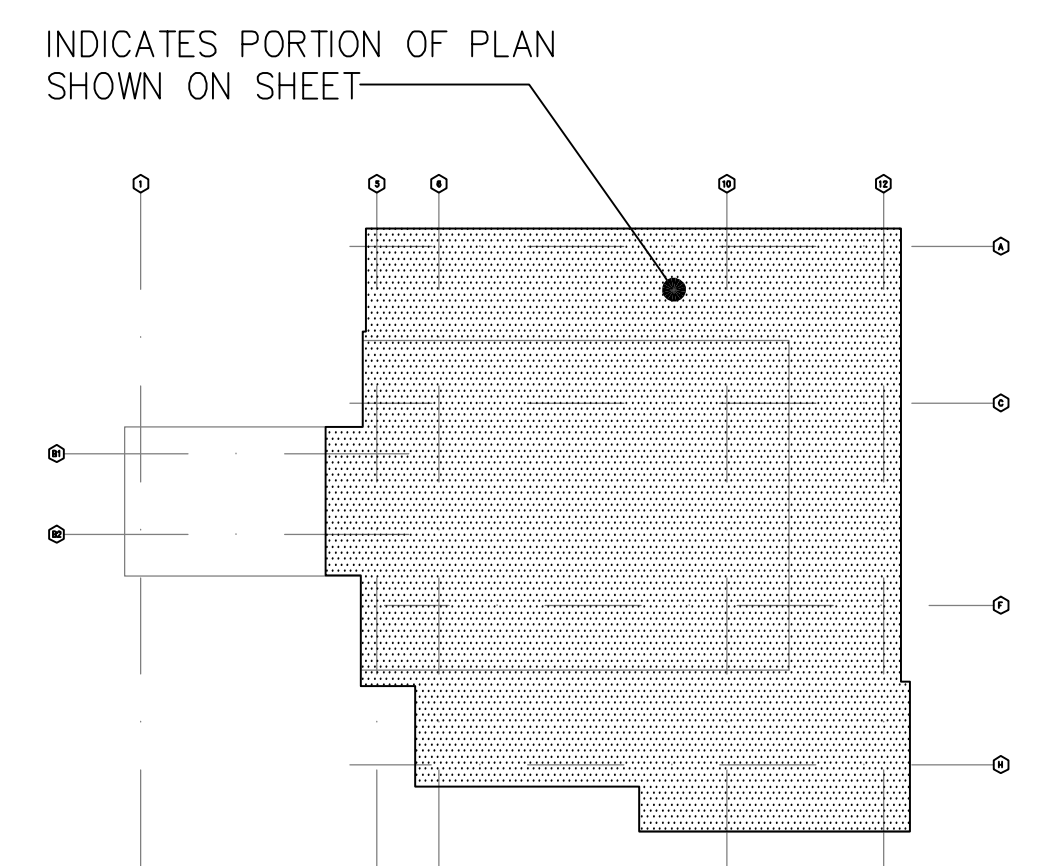 INDICATES PORTION OF PLAN
SHOWN ON SHEET
1
5
6
10
12
A
C
B1
B2
F
H